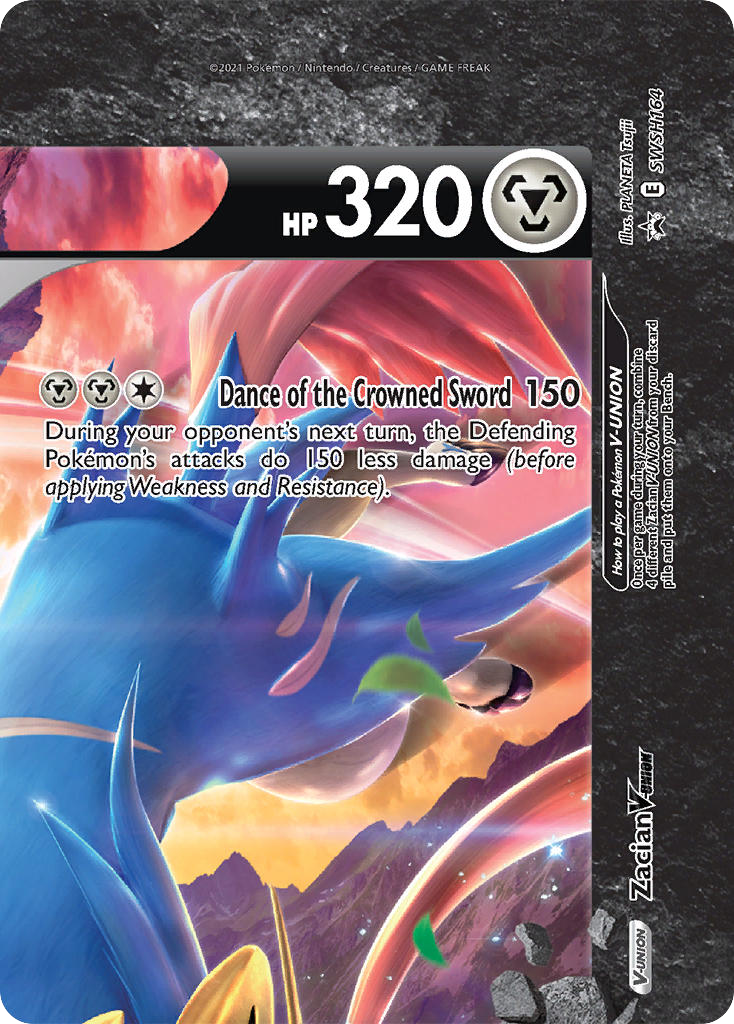 ©2021 Pokémon / Nintendo / Creatures / GAME FREAK
HP 320
Dance of the Crowned Sword 150
During your opponent's next turn, the Defending
Pokémon's attacks do 150 less damage (before
applying Weakness and Resistance).
Illus. PLANETA Tsujii
E SWSH164
How to play a Pokémon V-UNION
Once per game during your turn, combine
4 different Zacian V-UNION from your discard
pile and put them onto your Bench.
V-UNION Zacian V-UNION